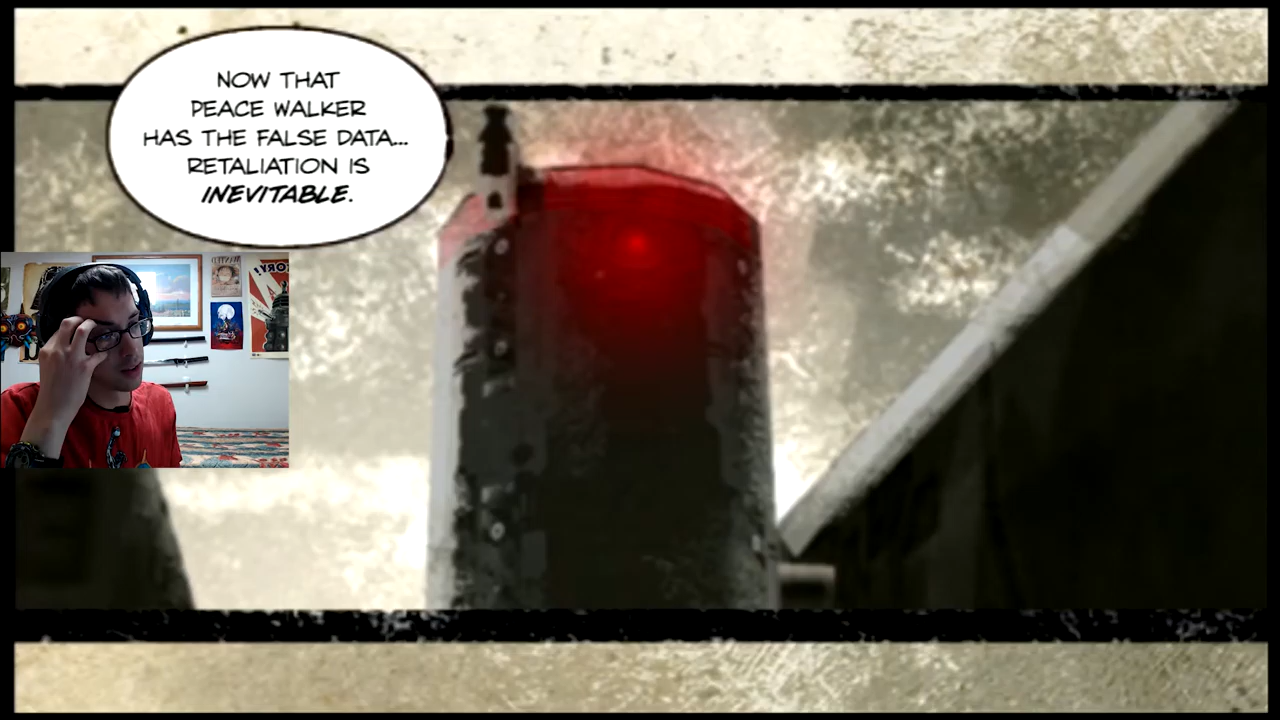 NOW THAT
PEACE WALKER
HAS THE FALSE DATA...
RETALIATION IS
INEVITABLE.